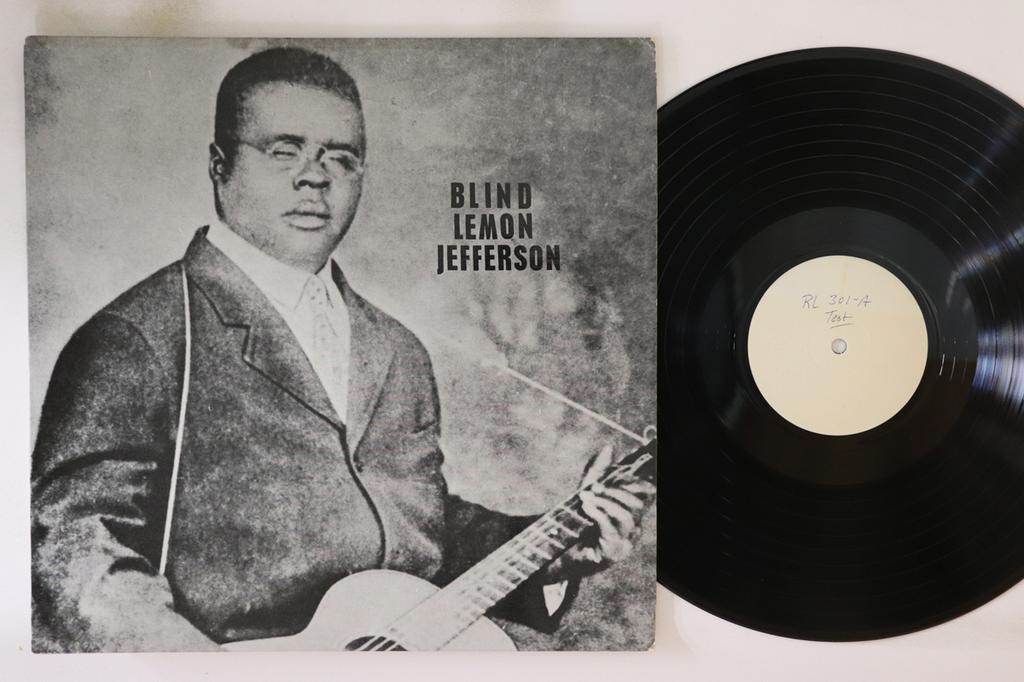 BLIND
LEMON
JEFFERSON
RL 301-A
Test